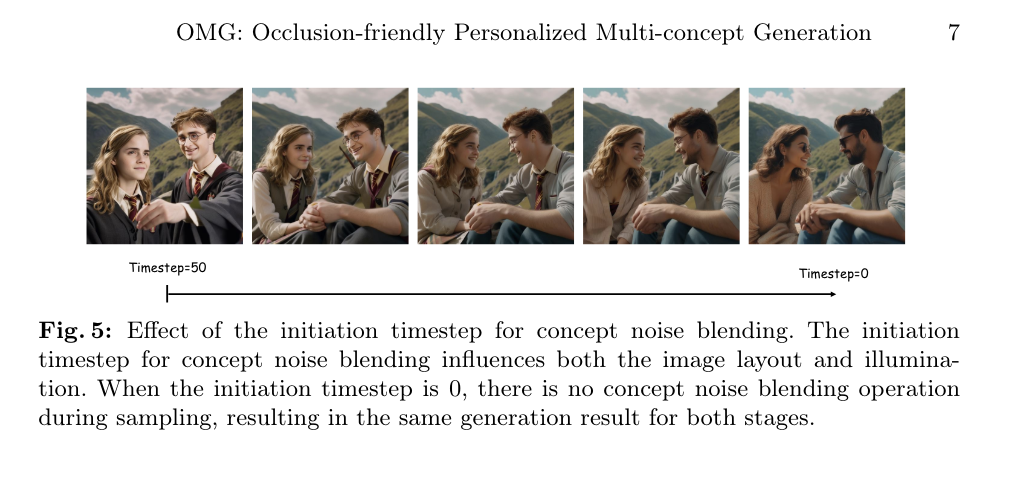 OMG: Occlusion-friendly Personalized Multi-concept Generation 7
Timestep=50
Timestep=0
Fig. 5: Effect of the initiation timestep for concept noise blending. The initiation
timestep for concept noise blending influences both the image layout and illumina-
tion. When the initiation timestep is 0, there is no concept noise blending operation
during sampling, resulting in the same generation result for both stages.